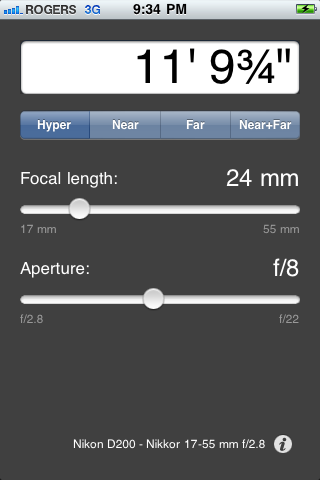 ROGERS 3G 9:34 PM
11' 9¾"
Hyper Near Far Near+Far
Focal length: 24 mm
17 mm 55 mm
Aperture: f/8
f/2.8 f/22
Nikon D200 - Nikkor 17-55 mm f/2.8 i